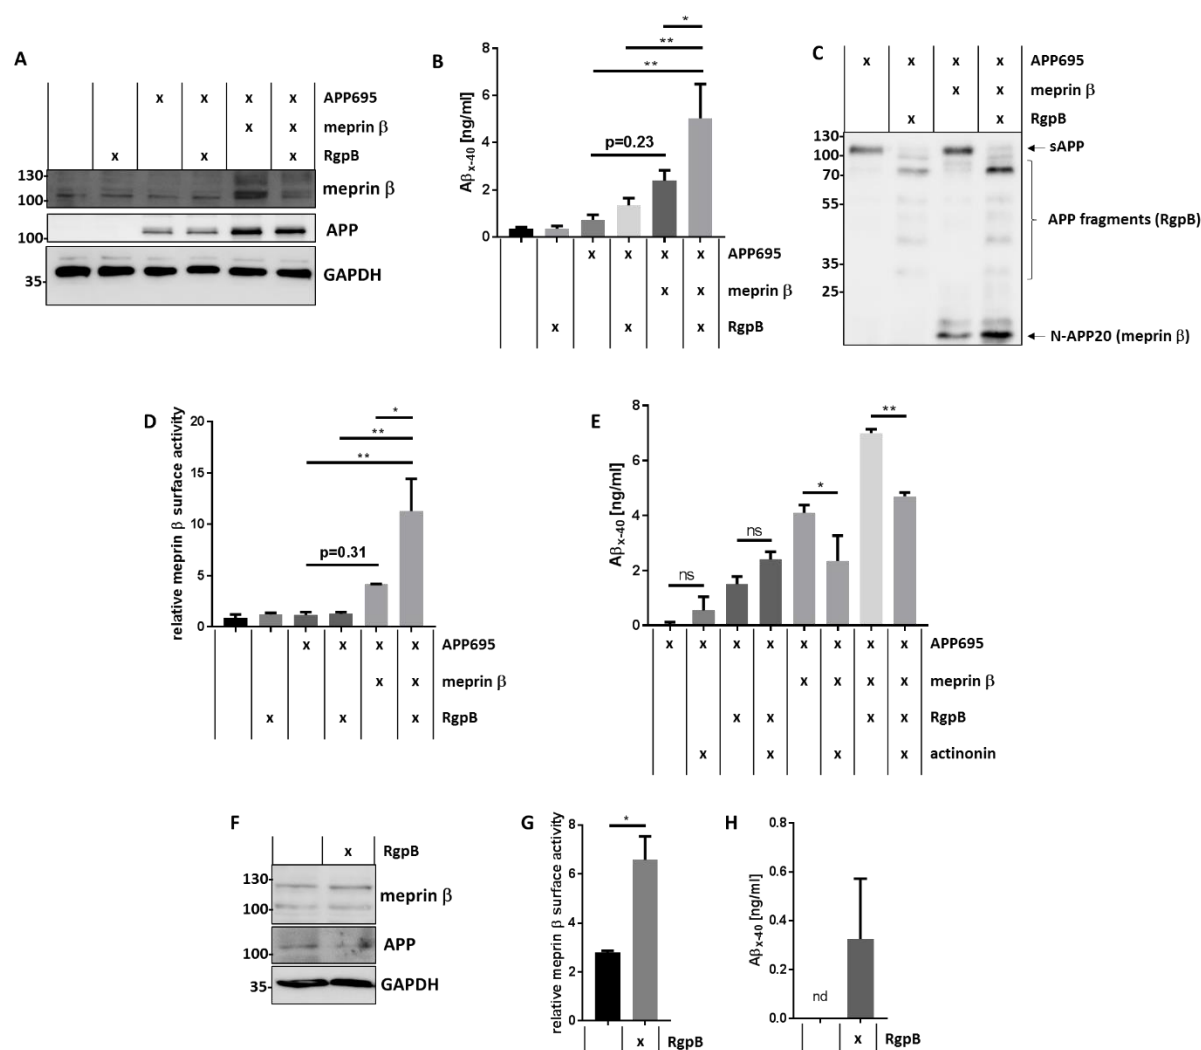 A
x x x x APP695
x x meprin β
x x x RgpB
130
100
meprin β
100
APP
35
GAPDH
B
Aβx-40 [ng/ml]
8
6
4
2
0
*
**
**
p=0.23
x x x x APP695
x x meprin β
x x x RgpB
C
x x x x APP695
x x meprin β
x x RgpB
130
100
70
55
35
25
sAPP
APP fragments (RgpB)
N-APP20 (meprin β)
D
relative meprin β surface activity
20
15
10
5
0
*
**
**
p=0.31
x x x x APP695
x x meprin β
x x x RgpB
E
Aβx-40 [ng/ml]
8
6
4
2
0
ns
ns
*
**
x x x x x x x x APP695
x x x x meprin β
x x x x RgpB
x x x x actinonin
F
x RgpB
130
100
meprin β
100
APP
35
GAPDH
G
relative meprin β surface activity
8
6
4
2
0
*
x RgpB
H
Aβx-40 [ng/ml]
0.8
0.6
0.4
0.2
0.0
nd
x RgpB